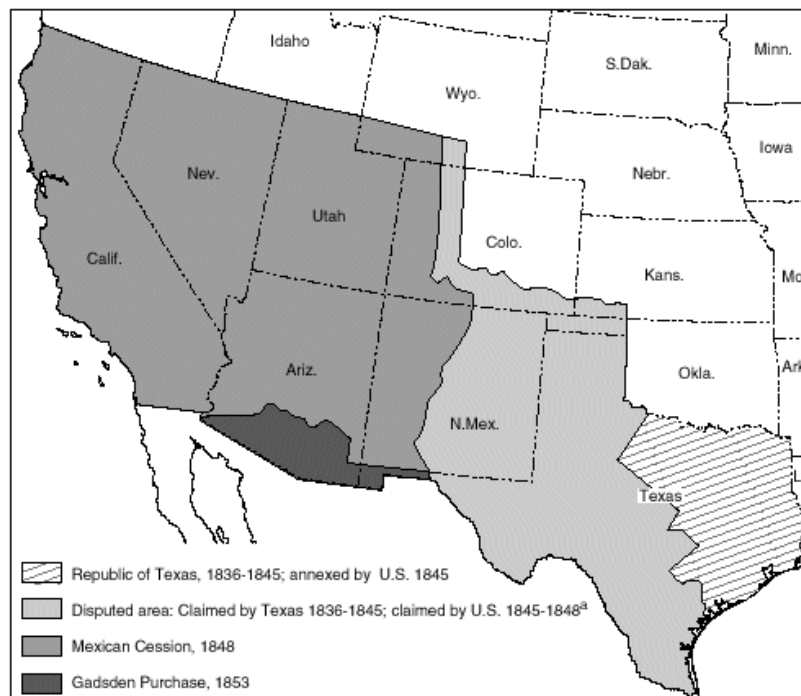 Idaho
Minn.
S.Dak.
Wyo.
Iowa
Nev.
Nebr.
Utah
Colo.
Calif.
Kans.
Mo
Ariz.
Okla.
Ark
N.Mex.
Texas
Republic of Texas, 1836-1845; annexed by U.S. 1845
Disputed area: Claimed by Texas 1836-1845; claimed by U.S. 1845-1848a
Mexican Cession, 1848
Gadsden Purchase, 1853